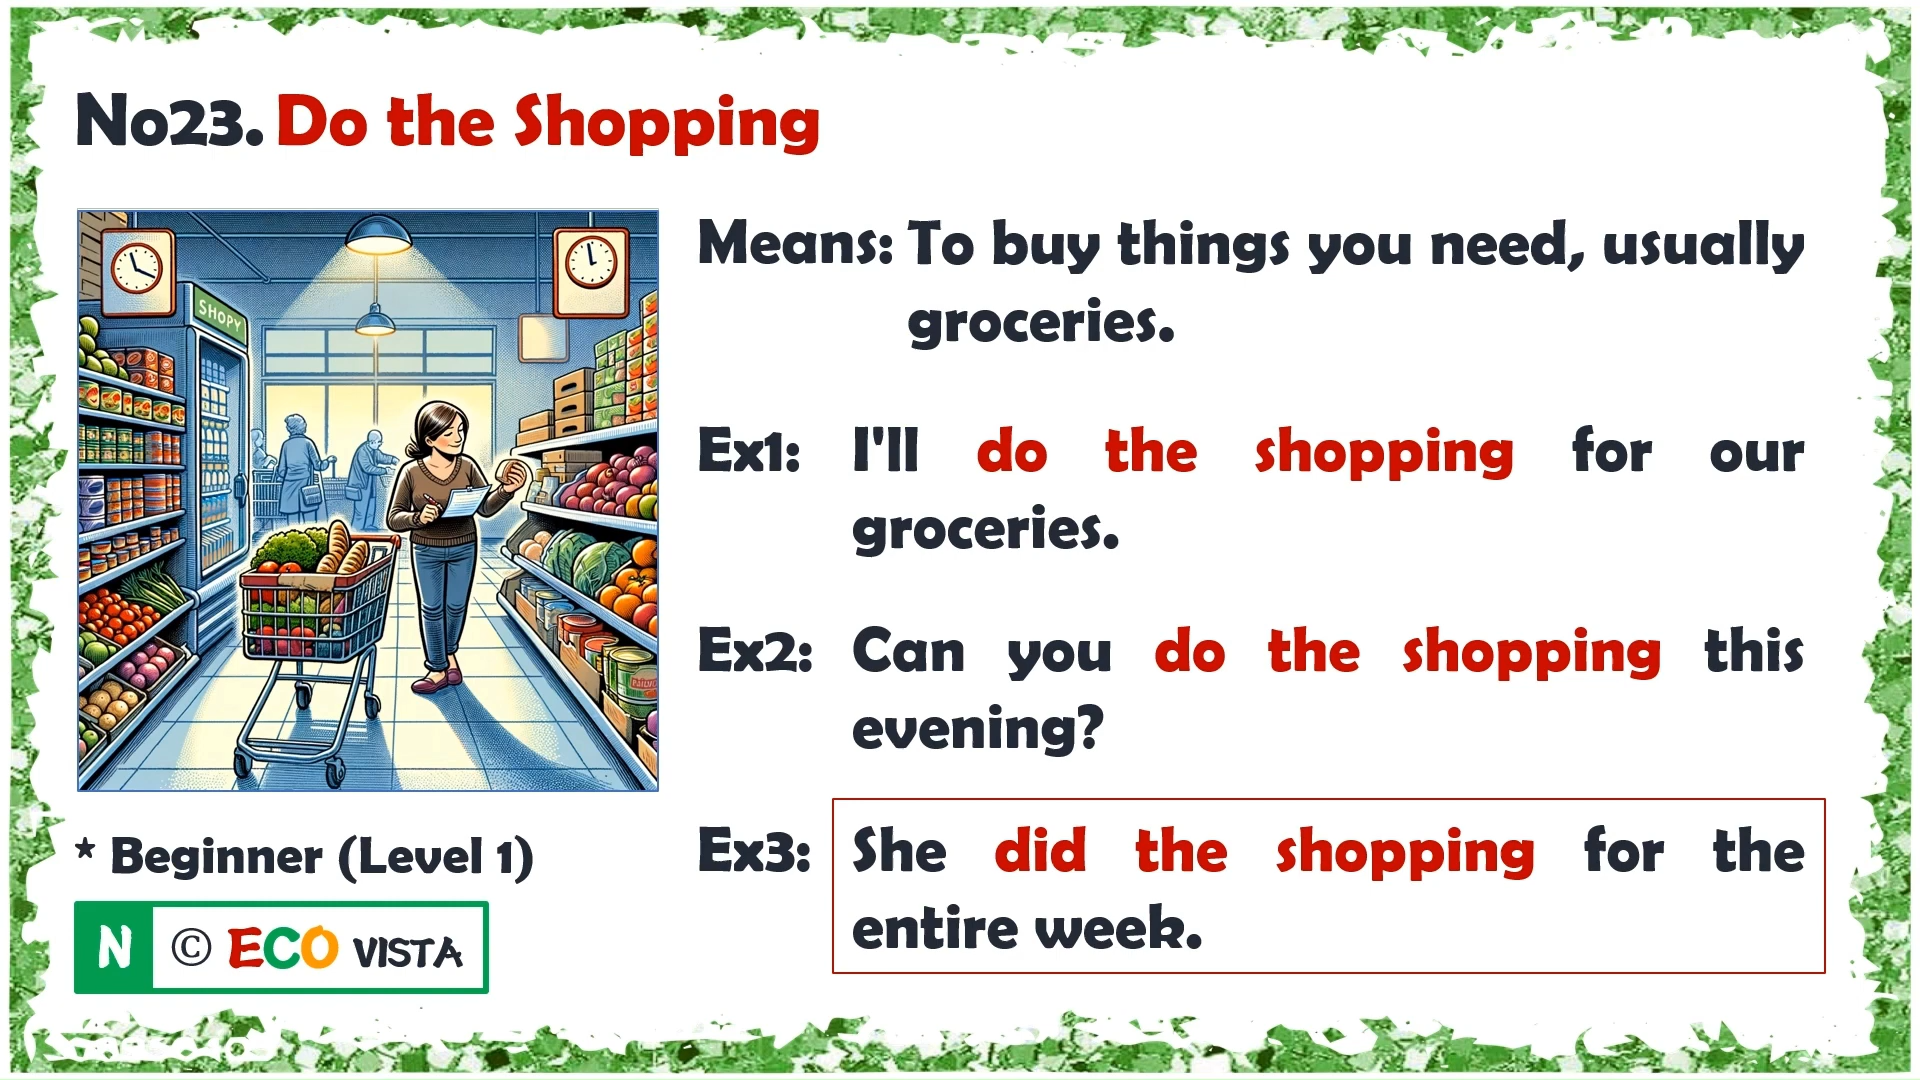 No23. Do the Shopping
SHOPY
Means: To buy things you need, usually
groceries.
Ex1: I'll do the shopping for our
groceries.
Ex2: Can you do the shopping this
evening?
Ex3: She did the shopping for the
entire week.
* Beginner (Level 1)
N © ECO VISTA